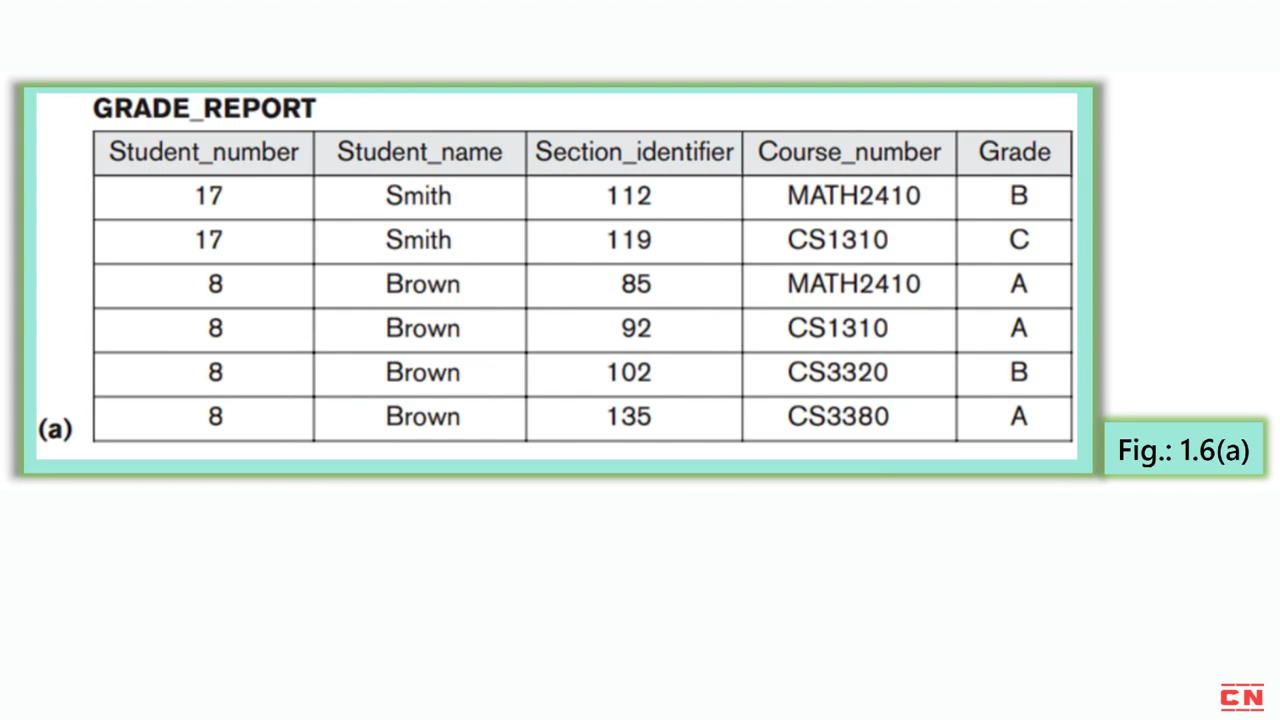 GRADE_REPORT
Student_number Student_name Section_identifier Course_number Grade
17 Smith 112 MATH2410 B
17 Smith 119 CS1310 C
8 Brown 85 MATH2410 A
8 Brown 92 CS1310 A
8 Brown 102 CS3320 B
8 Brown 135 CS3380 A
(a)
Fig.: 1.6(a)
CN